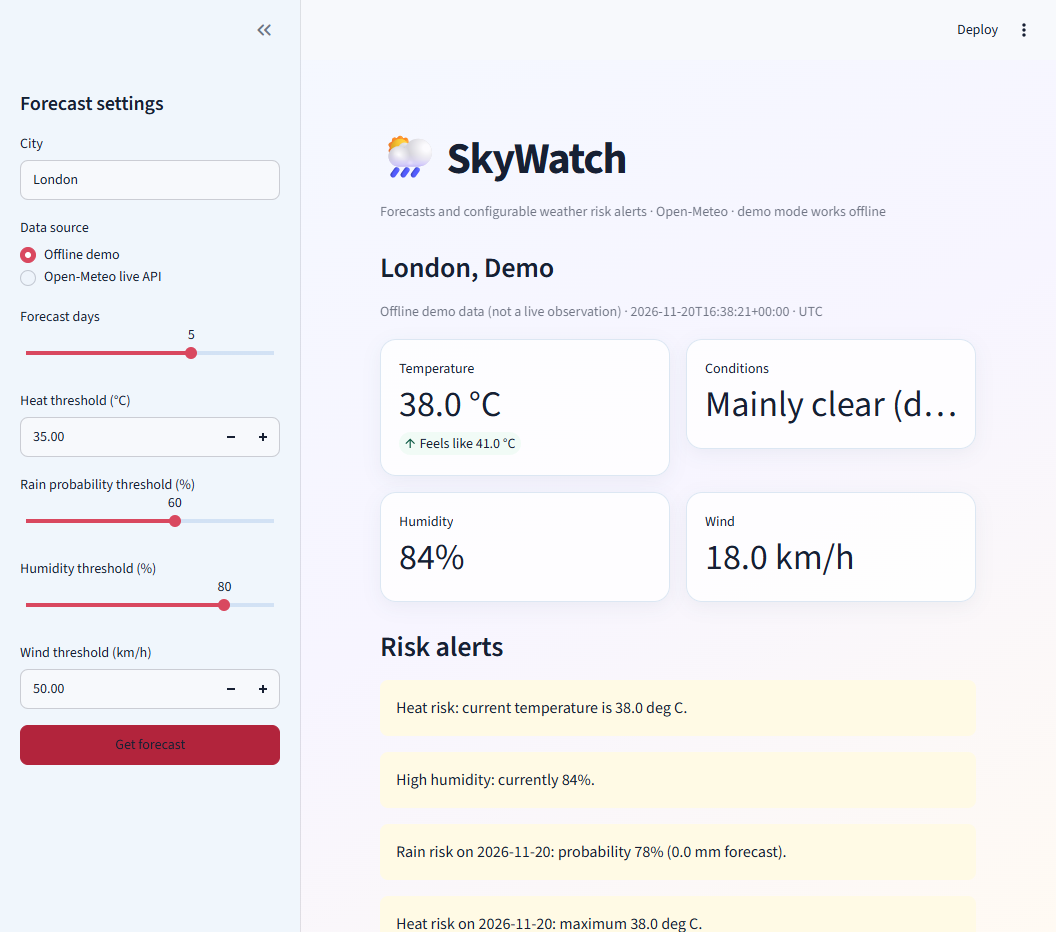 Deploy
Forecast settings
City
London
Data source
Offline demo
Open-Meteo live API
Forecast days
5
Heat threshold (°C)
35.00
Rain probability threshold (%)
60
Humidity threshold (%)
80
Wind threshold (km/h)
50.00
Get forecast
SkyWatch
Forecasts and configurable weather risk alerts · Open-Meteo · demo mode works offline
London, Demo
Offline demo data (not a live observation) · 2026-11-20T16:38:21+00:00 · UTC
Temperature
38.0 °C
↑ Feels like 41.0 °C
Conditions
Mainly clear (d…
Humidity
84%
Wind
18.0 km/h
Risk alerts
Heat risk: current temperature is 38.0 deg C.
High humidity: currently 84%.
Rain risk on 2026-11-20: probability 78% (0.0 mm forecast).
Heat risk on 2026-11-20: maximum 38.0 deg C.